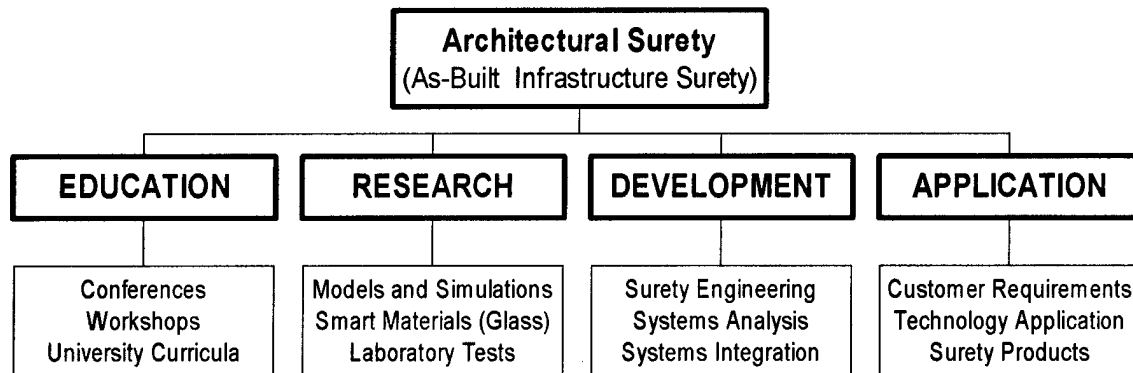 Architectural Surety
(As-Built Infrastructure Surety)
EDUCATION
RESEARCH
DEVELOPMENT
APPLICATION
Conferences
Workshops
University Curricula
Models and Simulations
Smart Materials (Glass)
Laboratory Tests
Surety Engineering
Systems Analysis
Systems Integration
Customer Requirements
Technology Application
Surety Products